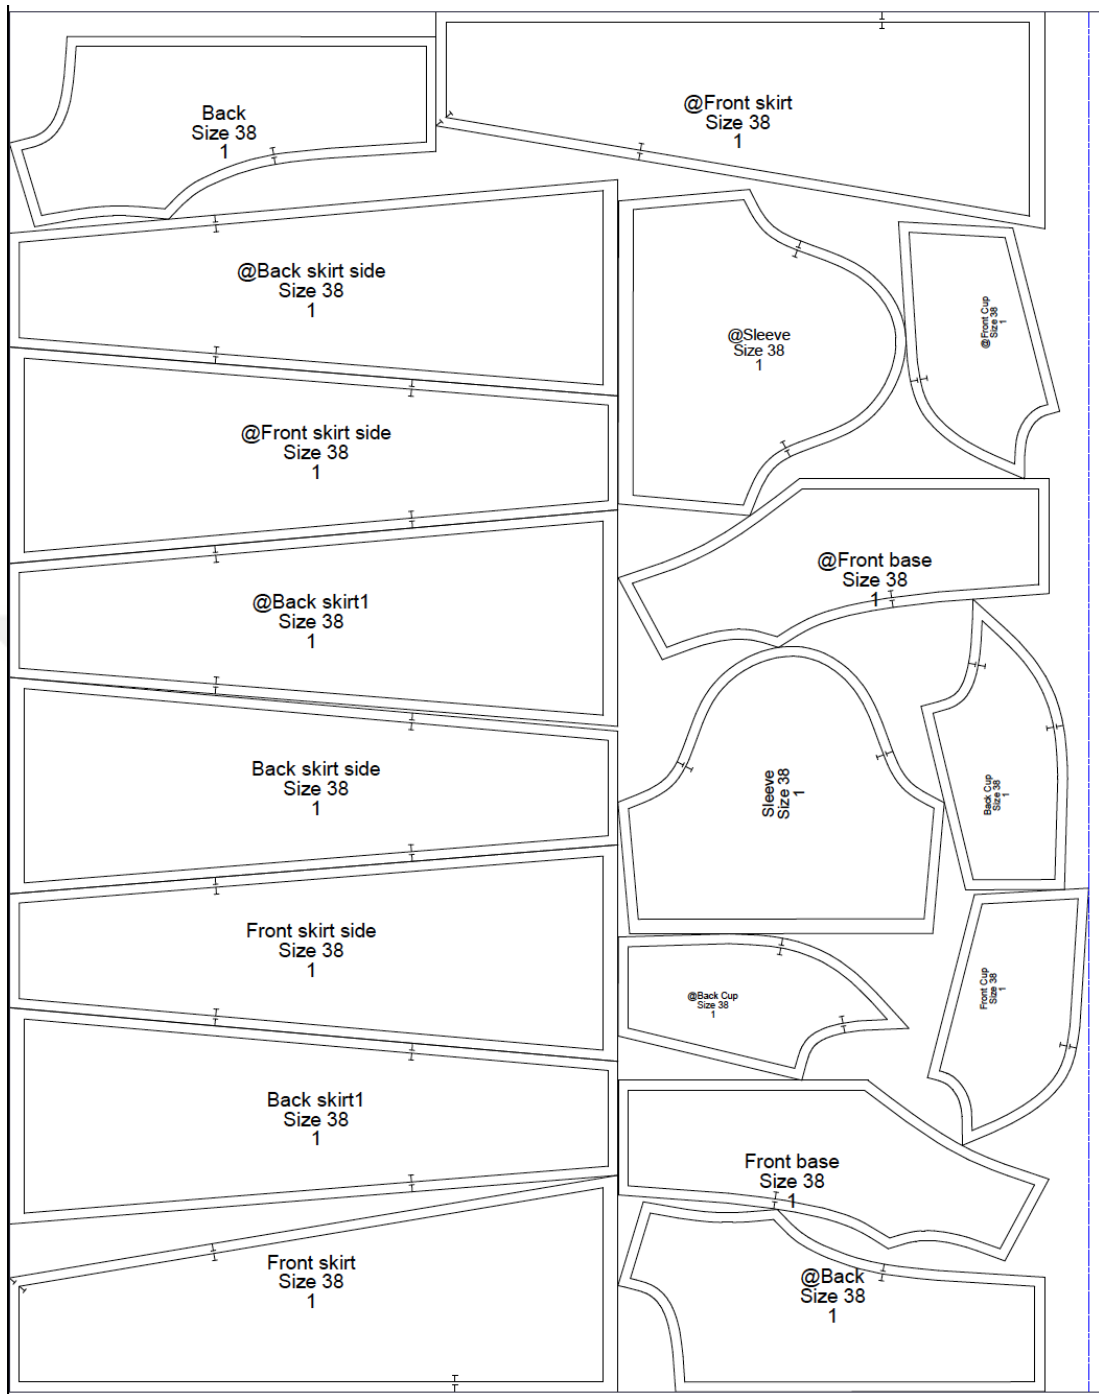 Back
Size 38
1
@Front skirt
Size 38
1
@Back skirt side
Size 38
1
@Sleeve
Size 38
1
@Front Cup
Size 38
1
@Front skirt side
Size 38
1
@Front base
Size 38
1
@Back skirt1
Size 38
1
Back skirt side
Size 38
1
Sleeve
Size 38
1
Back Cup
Size 38
1
Front skirt side
Size 38
1
@Back Cup
Size 38
1
Front Cup
Size 38
1
Back skirt1
Size 38
1
Front base
Size 38
1
Front skirt
Size 38
1
@Back
Size 38
1